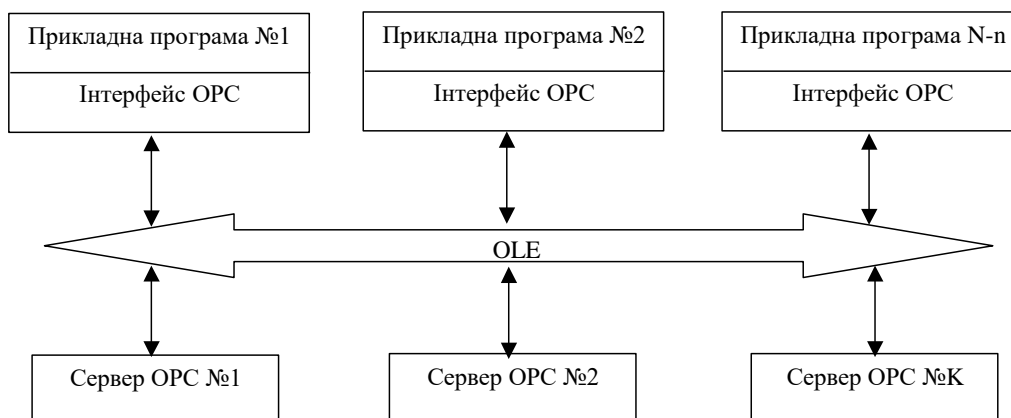 Прикладна програма №1
Прикладна програма №2
Прикладна програма N-n
Інтерфейс OPC
Інтерфейс OPC
Інтерфейс OPC
OLE
Сервер OPC №1
Сервер OPC №2
Сервер OPC №K